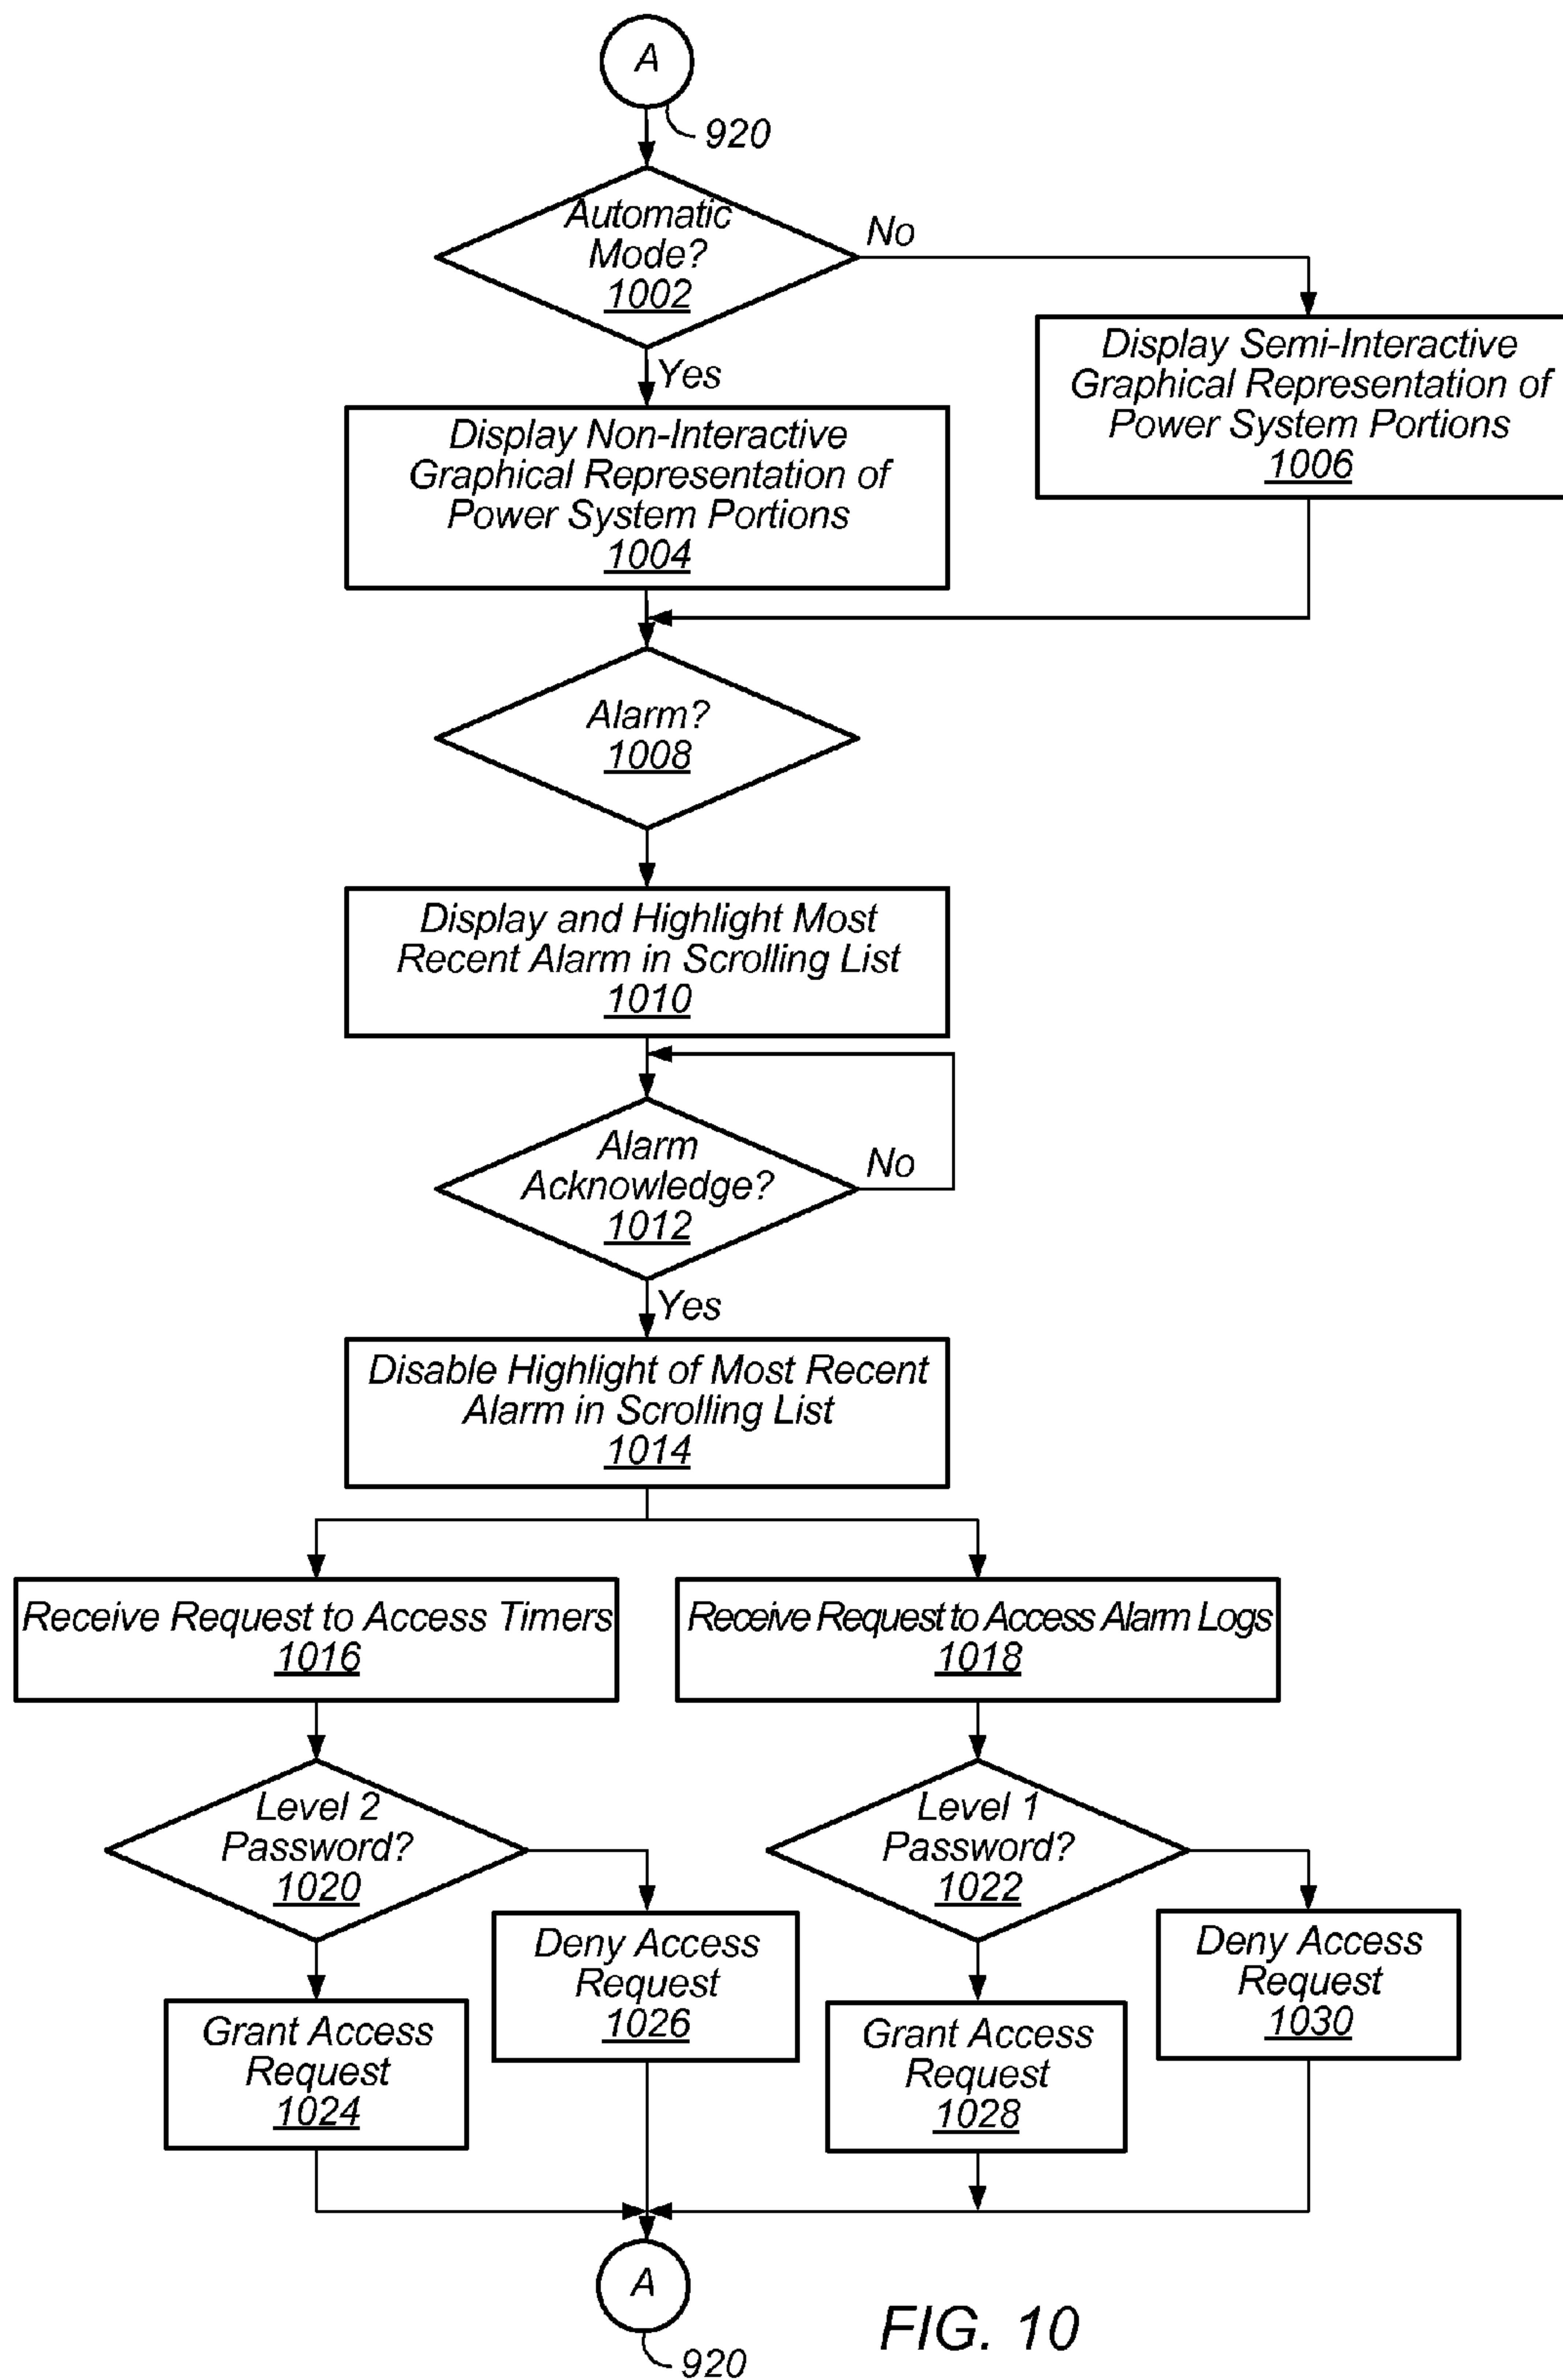 A
920
Automatic
Mode?
1002
No
Yes
Display Semi-Interactive
Graphical Representation of
Power System Portions
1006
Display Non-Interactive
Graphical Representation of
Power System Portions
1004
Alarm?
1008
Display and Highlight Most
Recent Alarm in Scrolling List
1010
Alarm
Acknowledge?
1012
No
Yes
Disable Highlight of Most Recent
Alarm in Scrolling List
1014
Receive Request to Access Timers
1016
Receive Request to Access Alarm Logs
1018
Level 2
Password?
1020
Level 1
Password?
1022
Deny Access
Request
1026
Deny Access
Request
1030
Grant Access
Request
1024
Grant Access
Request
1028
A
920
FIG. 10